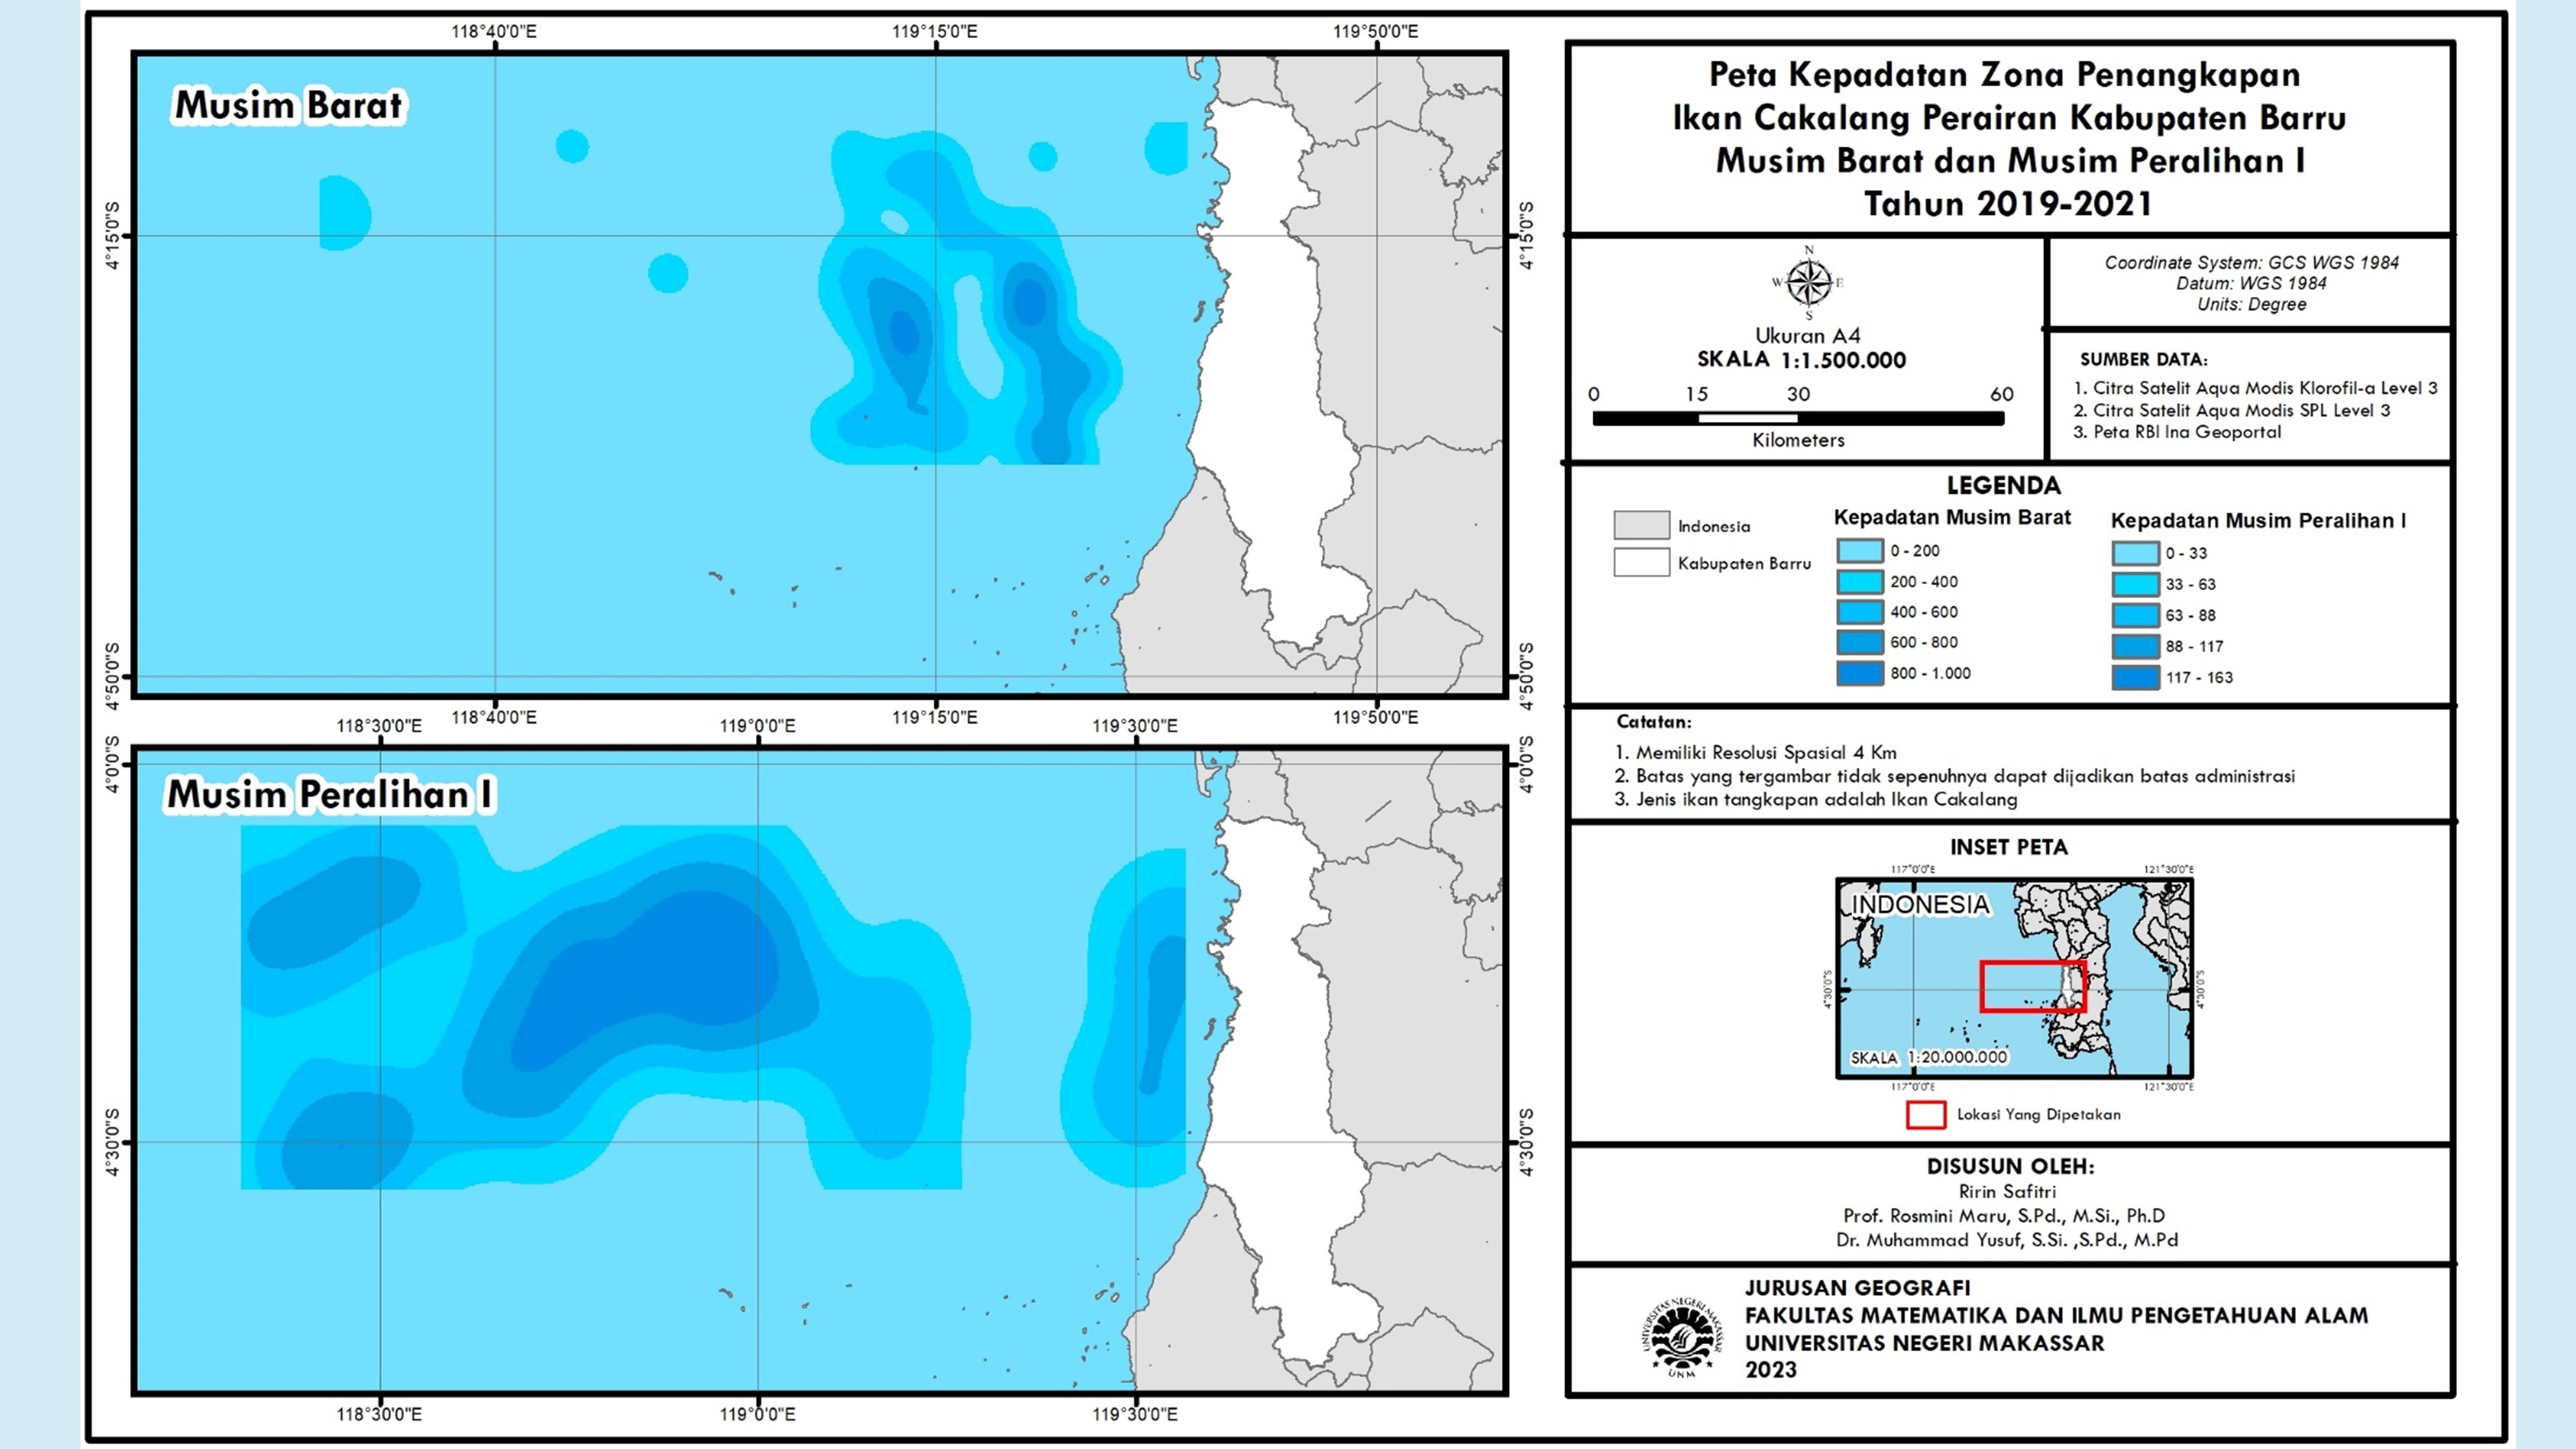 118°40'0"E
119°15'0"E
119°50'0"E
Musim Barat
4°15'0"S
4°15'0"S
4°50'0"S
4°50'0"S
118°40'0"E
119°15'0"E
119°50'0"E
118°30'0"E
119°0'0"E
119°30'0"E
4°0'0"S
4°0'0"S
Musim Peralihan I
4°30'0"S
4°30'0"S
118°30'0"E
119°0'0"E
119°30'0"E
Peta Kepadatan Zona Penangkapan
Ikan Cakalang Perairan Kabupaten Barru
Musim Barat dan Musim Peralihan I
Tahun 2019-2021
N
W
E
S
Ukuran A4
SKALA 1:1.500.000
0 15 30 60
Kilometers
Coordinate System: GCS WGS 1984
Datum: WGS 1984
Units: Degree
SUMBER DATA:
1. Citra Satelit Aqua Modis Klorofil-a Level 3
2. Citra Satelit Aqua Modis SPL Level 3
3. Peta RBI Ina Geoportal
LEGENDA
Indonesia
Kabupaten Barru
Kepadatan Musim Barat
0 - 200
200 - 400
400 - 600
600 - 800
800 - 1.000
Kepadatan Musim Peralihan I
0 - 33
33 - 63
63 - 88
88 - 117
117 - 163
Catatan:
1. Memiliki Resolusi Spasial 4 Km
2. Batas yang tergambar tidak sepenuhnya dapat dijadikan batas administrasi
3. Jenis ikan tangkapan adalah Ikan Cakalang
INSET PETA
117°0'0"E
121°30'0"E
INDONESIA
4°30'0"S
4°30'0"S
SKALA 1:20.000.000
117°0'0"E
121°30'0"E
Lokasi Yang Dipetakan
DISUSUN OLEH:
Ririn Safitri
Prof. Rosmini Maru, S.Pd., M.Si., Ph.D
Dr. Muhammad Yusuf, S.Si. ,S.Pd., M.Pd
UNIVERSITAS NEGERI MAKASSAR
UNM
JURUSAN GEOGRAFI
FAKULTAS MATEMATIKA DAN ILMU PENGETAHUAN ALAM
UNIVERSITAS NEGERI MAKASSAR
2023